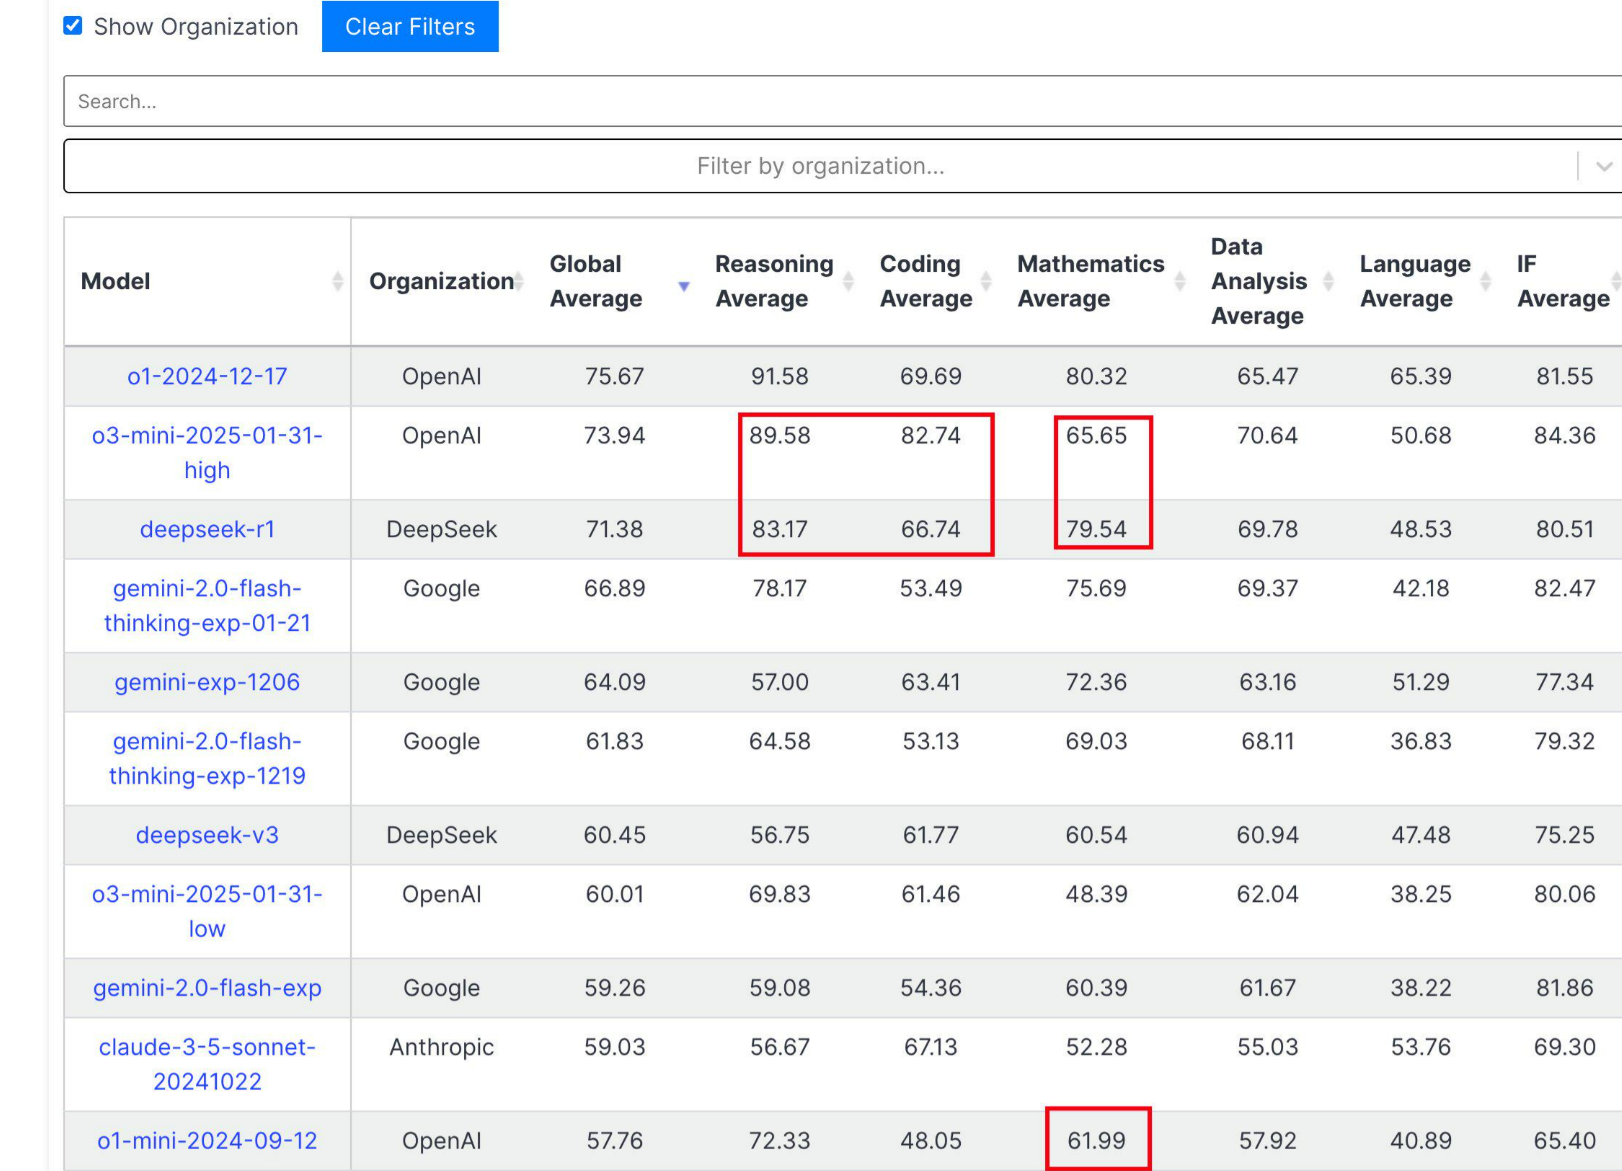 Show Organization
Clear Filters
Search...
Filter by organization...
Model Organization Global Average Reasoning Average Coding Average Mathematics Average Data Analysis Average Language Average IF Average
o1-2024-12-17 OpenAI 75.67 91.58 69.69 80.32 65.47 65.39 81.55
o3-mini-2025-01-31-high OpenAI 73.94 89.58 82.74 65.65 70.64 50.68 84.36
deepseek-r1 DeepSeek 71.38 83.17 66.74 79.54 69.78 48.53 80.51
gemini-2.0-flash-thinking-exp-01-21 Google 66.89 78.17 53.49 75.69 69.37 42.18 82.47
gemini-exp-1206 Google 64.09 57.00 63.41 72.36 63.16 51.29 77.34
gemini-2.0-flash-thinking-exp-1219 Google 61.83 64.58 53.13 69.03 68.11 36.83 79.32
deepseek-v3 DeepSeek 60.45 56.75 61.77 60.54 60.94 47.48 75.25
o3-mini-2025-01-31-low OpenAI 60.01 69.83 61.46 48.39 62.04 38.25 80.06
gemini-2.0-flash-exp Google 59.26 59.08 54.36 60.39 61.67 38.22 81.86
claude-3-5-sonnet-20241022 Anthropic 59.03 56.67 67.13 52.28 55.03 53.76 69.30
o1-mini-2024-09-12 OpenAI 57.76 72.33 48.05 61.99 57.92 40.89 65.40